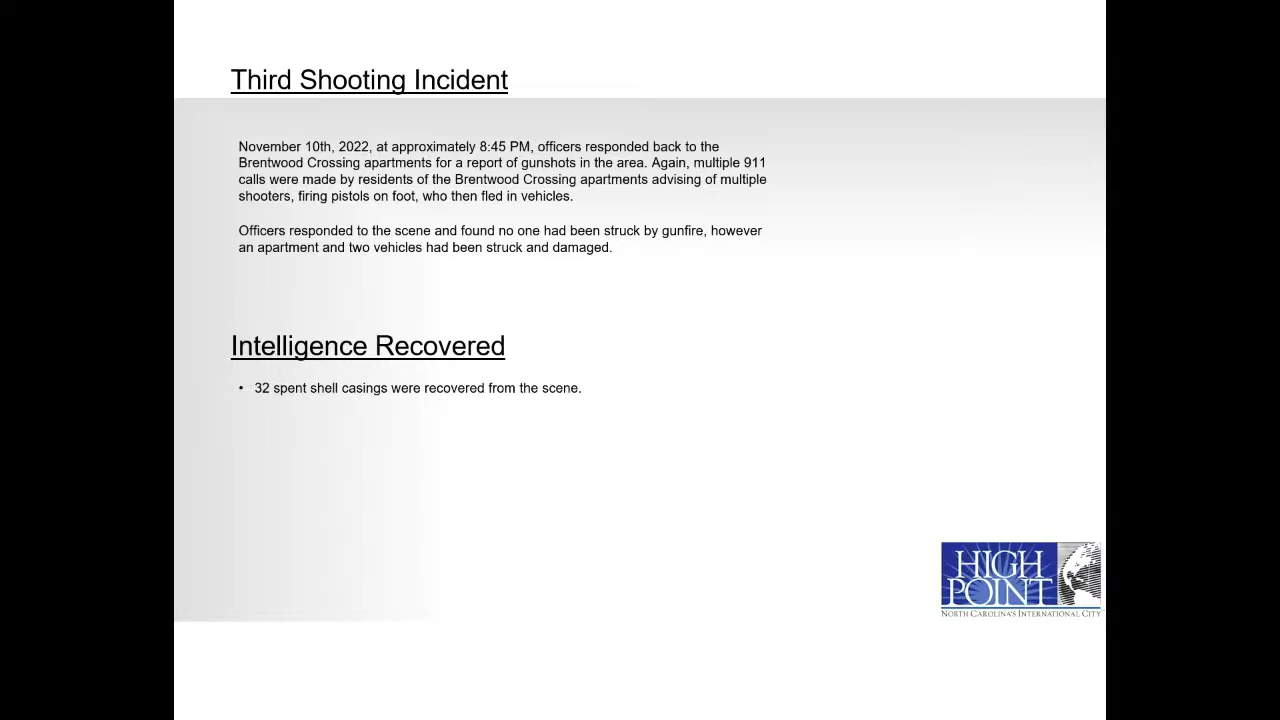 Third Shooting Incident
November 10th, 2022, at approximately 8:45 PM, officers responded back to the
Brentwood Crossing apartments for a report of gunshots in the area. Again, multiple 911
calls were made by residents of the Brentwood Crossing apartments advising of multiple
shooters, firing pistols on foot, who then fled in vehicles.
Officers responded to the scene and found no one had been struck by gunfire, however
an apartment and two vehicles had been struck and damaged.
Intelligence Recovered
• 32 spent shell casings were recovered from the scene.
HIGH
POINT
NORTH CAROLINA'S INTERNATIONAL CITY